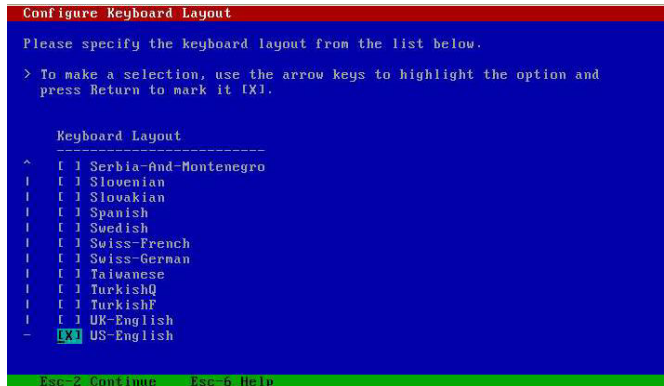 Configure Keyboard Layout
Please specify the keyboard layout from the list below.
> To make a selection, use the arrow keys to highlight the option and
press Return to mark it [X].
Keyboard Layout
-------------------------
^ [ ] Serbia-And-Montenegro
| [ ] Slovenian
| [ ] Slovakian
| [ ] Spanish
| [ ] Swedish
| [ ] Swiss-French
| [ ] Swiss-German
| [ ] Taiwanese
| [ ] TurkishQ
| [ ] TurkishF
| [ ] UK-English
- [X] US-English
Esc-2 Continue Esc-6 Help